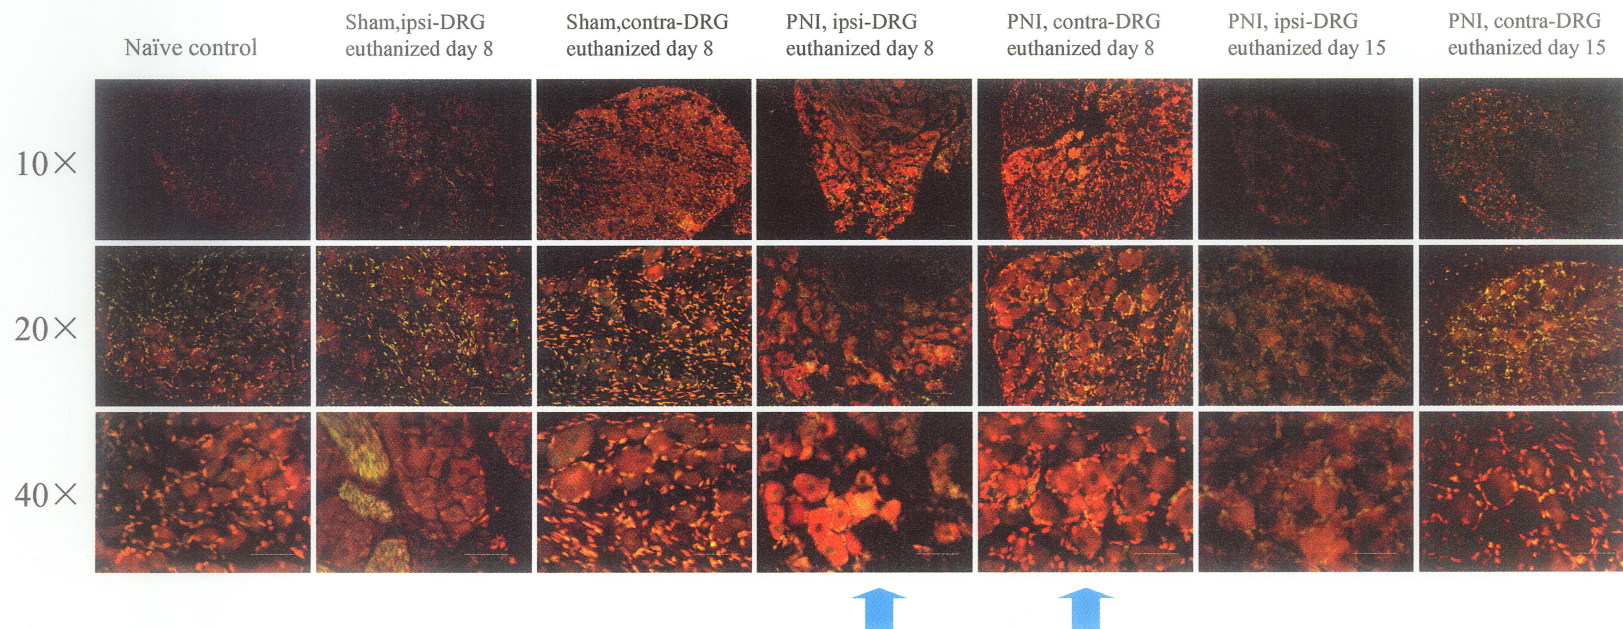 Naïve control
Sham,ipsi-DRG
euthanized day 8
Sham,contra-DRG
euthanized day 8
PNI, ipsi-DRG
euthanized day 8
PNI, contra-DRG
euthanized day 8
PNI, ipsi-DRG
euthanized day 15
PNI, contra-DRG
euthanized day 15
10×
20×
40×